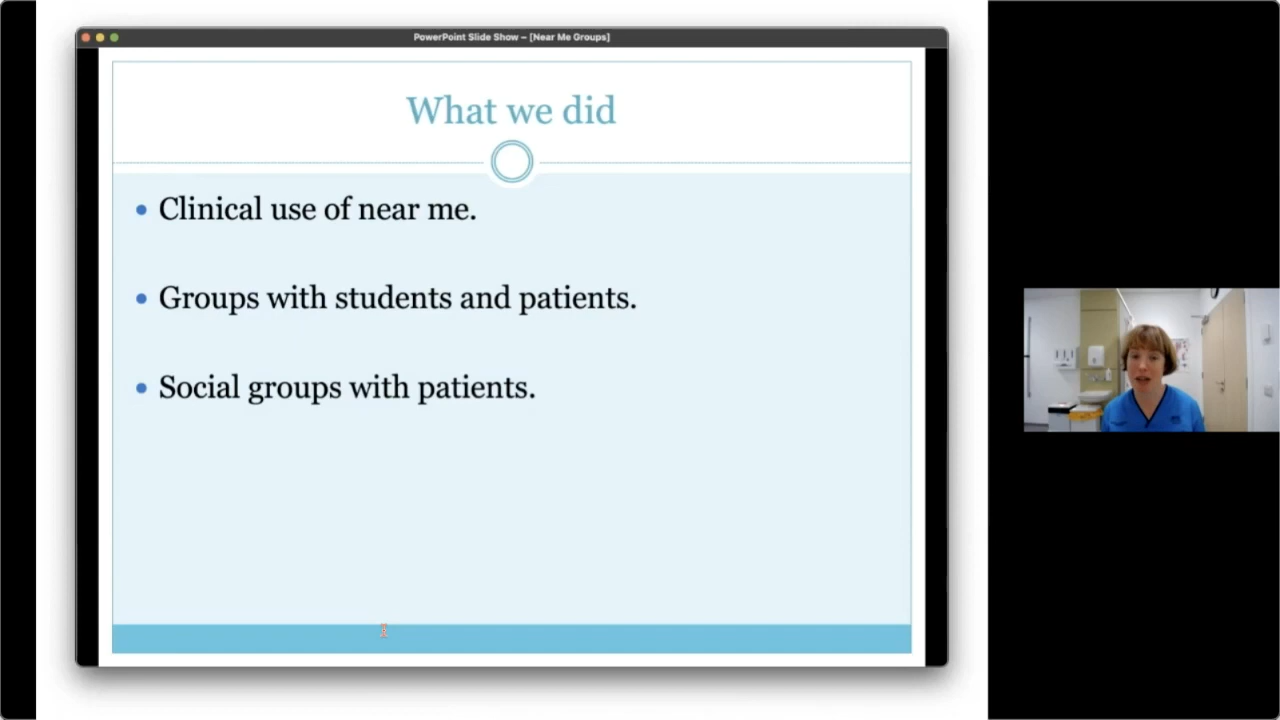 PowerPoint Slide Show – [Near Me Groups]
What we did
• Clinical use of near me.
• Groups with students and patients.
• Social groups with patients.